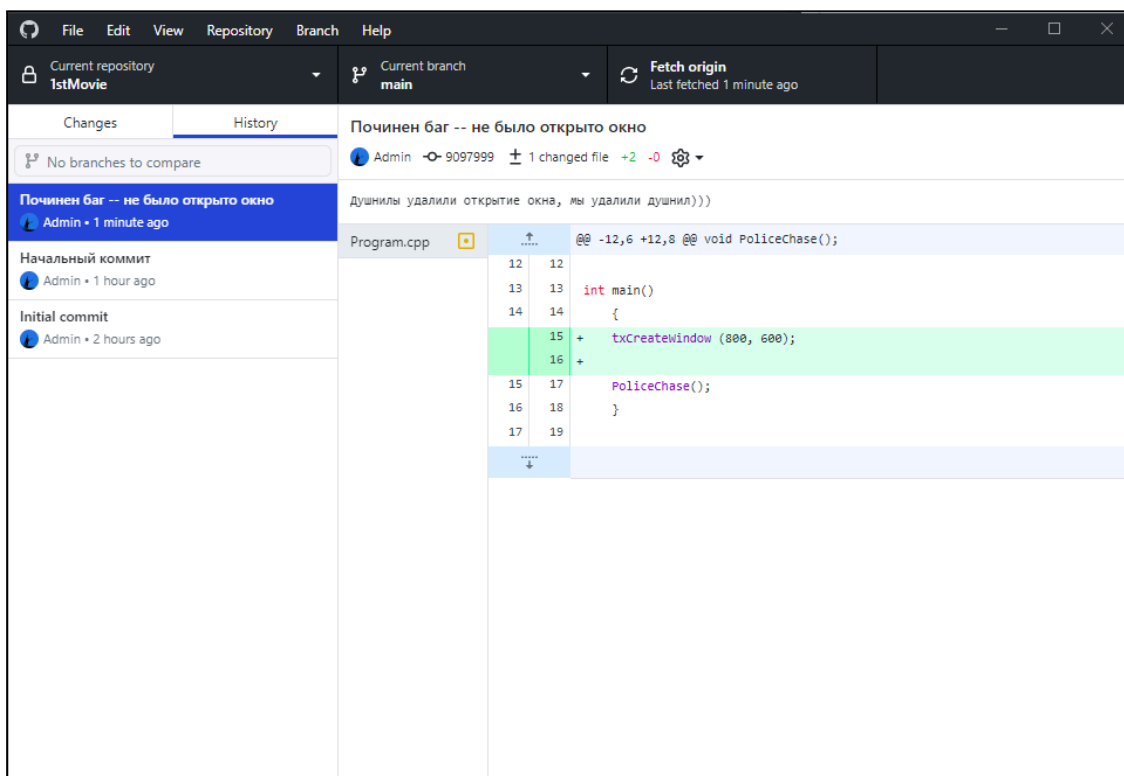 File Edit View Repository Branch Help
Current repository
1stMovie
Current branch
main
Fetch origin
Last fetched 1 minute ago
Changes History
No branches to compare
Починен баг -- не было открыто окно
Admin • 1 minute ago
Начальный коммит
Admin • 1 hour ago
Initial commit
Admin • 2 hours ago
Починен баг -- не было открыто окно
Admin 9097999 1 changed file +2 -0
Душнилы удалили открытие окна, мы удалили душнил)))
Program.cpp
@@ -12,6 +12,8 @@ void PoliceChase();
12 12
13 13 int main()
14 14 {
15 + txCreateWindow (800, 600);
16 +
15 17 PoliceChase();
16 18 }
17 19